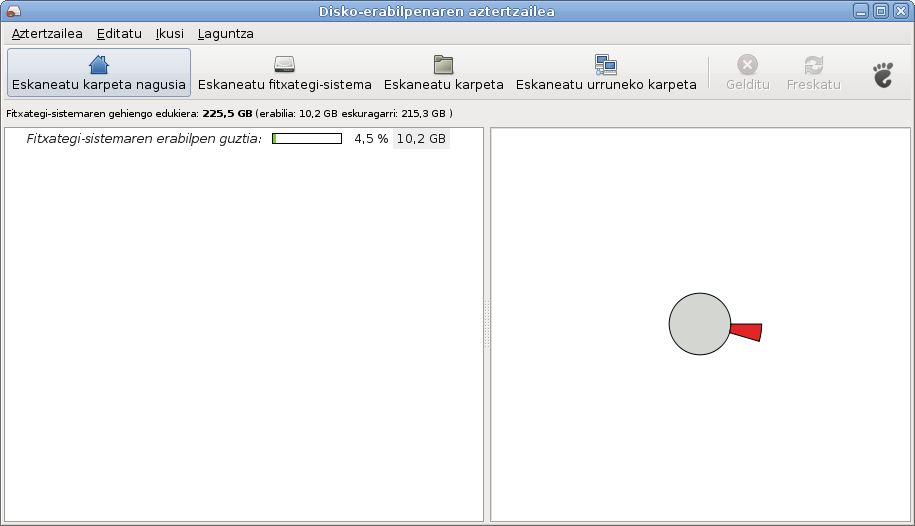 Disko-erabilpenaren aztertzailea
Aztertzailea Editatu Ikusi Laguntza
Eskaneatu karpeta nagusia Eskaneatu fitxategi-sistema Eskaneatu karpeta Eskaneatu urruneko karpeta Gelditu Freskatu
Fitxategi-sistemaren gehiengo edukiera: 225,5 GB (erabilia: 10,2 GB eskuragarri: 215,3 GB )
Fitxategi-sistemaren erabilpen guztia: 4,5 % 10,2 GB